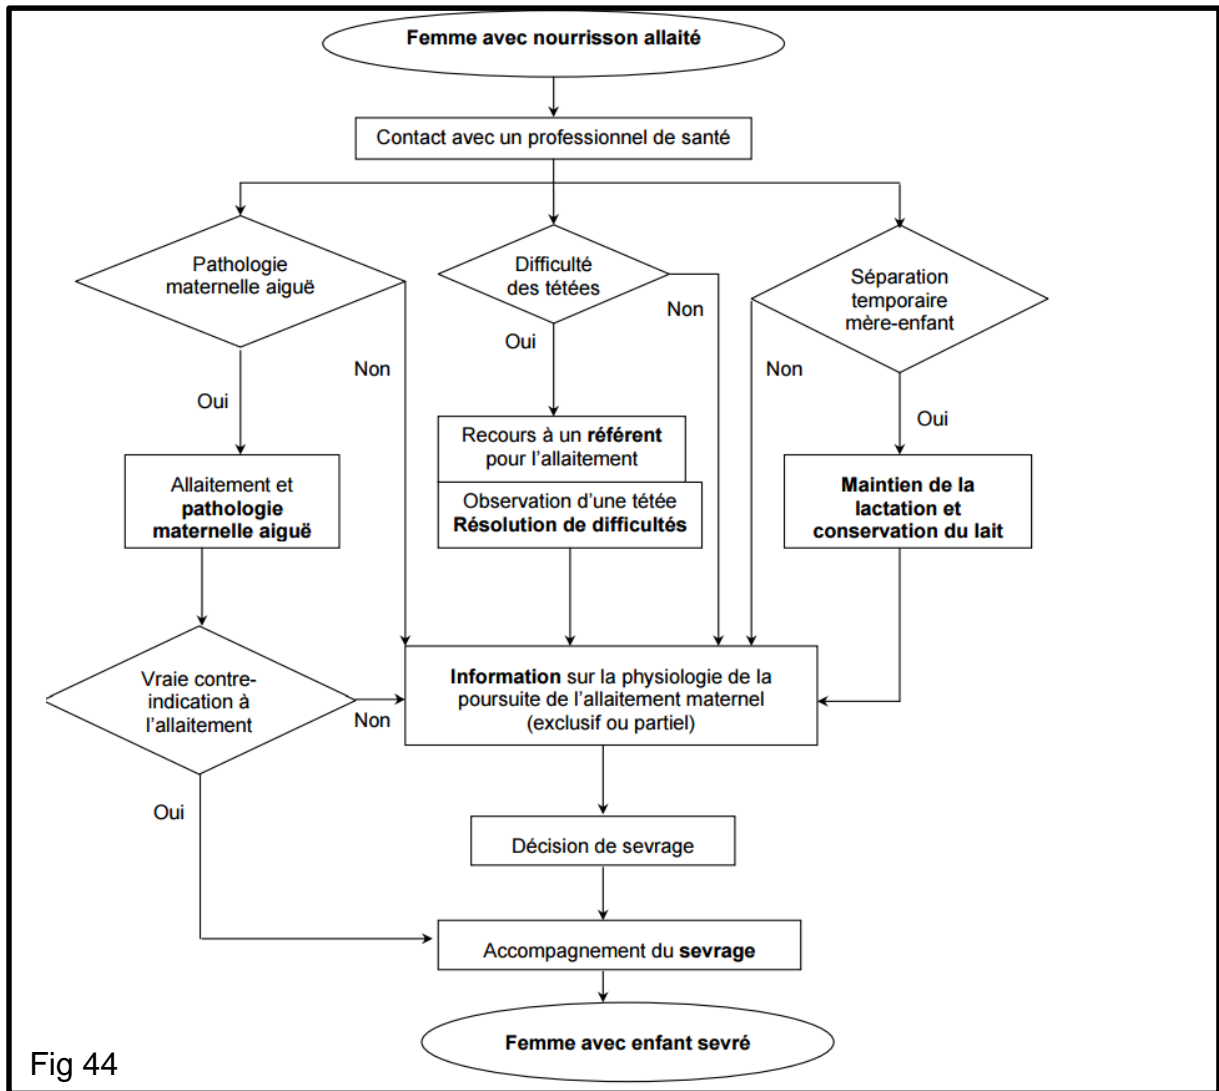 Femme avec nourrisson allaité
Contact avec un professionnel de santé
Pathologie
maternelle aiguë
Difficulté
des tétées
Séparation
temporaire
mère-enfant
Non
Oui
Non
Non
Oui
Oui
Recours à un référent
pour l'allaitement
Allaitement et
pathologie
maternelle aiguë
Observation d'une tétée
Résolution de difficultés
Maintien de la
lactation et
conservation du lait
Vraie contre-
indication à
l'allaitement
Non
Information sur la physiologie de la
poursuite de l'allaitement maternel
(exclusif ou partiel)
Oui
Décision de sevrage
Accompagnement du sevrage
Femme avec enfant sevré
Fig 44